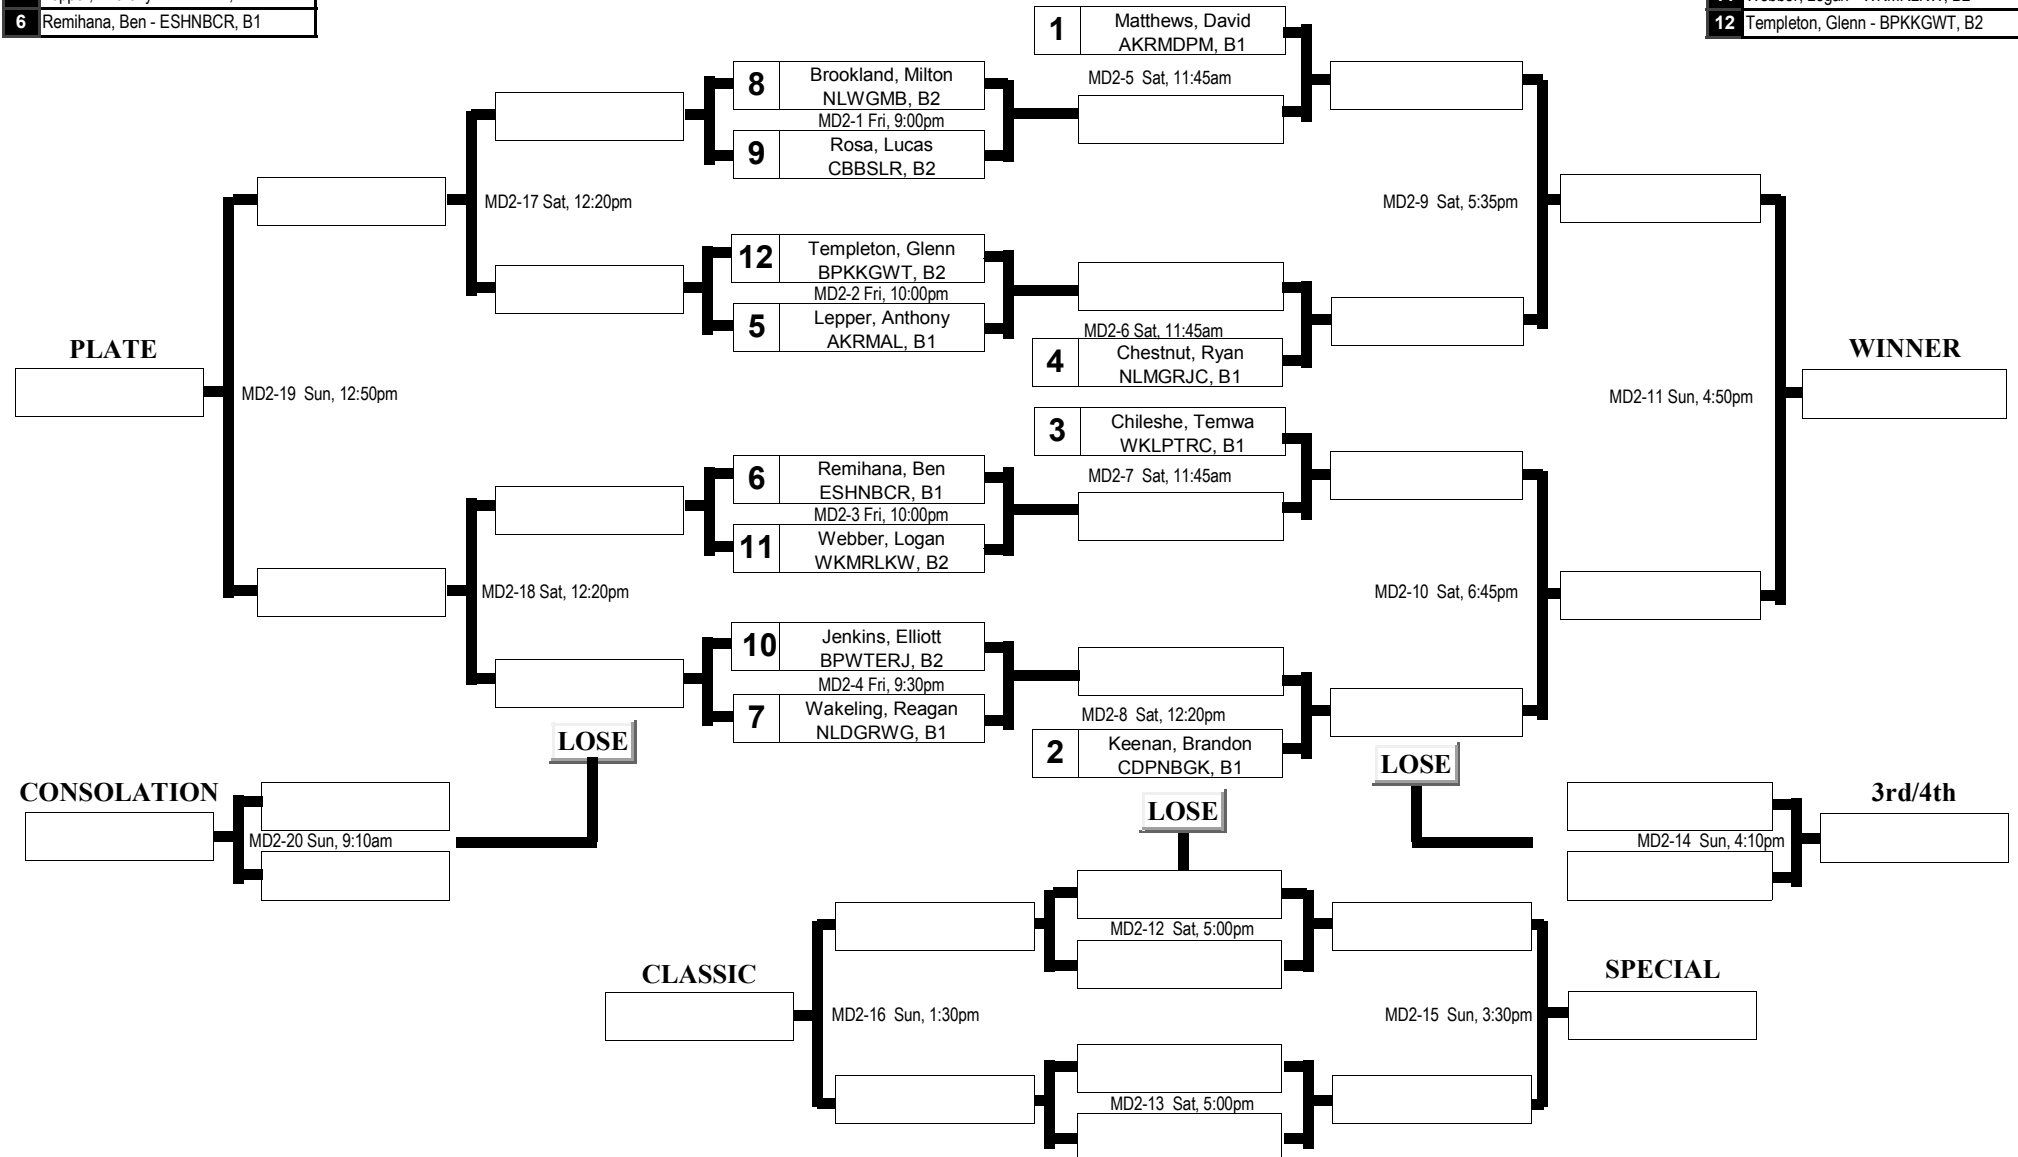 6 Remihana, Ben - ESHNBCR, B1
12 Templeton, Glenn - BPKKGWT, B2
1 Matthews, David
AKRMDPM, B1
MD2-5 Sat, 11:45am
8 Brookland, Milton
NLWGMB, B2
MD2-1 Fri, 9:00pm
9 Rosa, Lucas
CBBSLR, B2
MD2-17 Sat, 12:20pm
MD2-9 Sat, 5:35pm
12 Templeton, Glenn
BPKKGWT, B2
MD2-2 Fri, 10:00pm
5 Lepper, Anthony
AKRMAL, B1
MD2-6 Sat, 11:45am
4 Chestnut, Ryan
NLMGRJC, B1
PLATE
WINNER
MD2-19 Sun, 12:50pm
MD2-11 Sun, 4:50pm
3 Chileshe, Temwa
WKLPTRC, B1
MD2-7 Sat, 11:45am
6 Remihana, Ben
ESHNBCR, B1
MD2-3 Fri, 10:00pm
11 Webber, Logan
WKMRLKW, B2
MD2-18 Sat, 12:20pm
MD2-10 Sat, 6:45pm
10 Jenkins, Elliott
BPWTERJ, B2
MD2-4 Fri, 9:30pm
7 Wakeling, Reagan
NLDGRWG, B1
MD2-8 Sat, 12:20pm
2 Keenan, Brandon
CDPNBGK, B1
LOSE
LOSE
LOSE
CONSOLATION
MD2-20 Sun, 9:10am
3rd/4th
MD2-14 Sun, 4:10pm
MD2-12 Sat, 5:00pm
CLASSIC
SPECIAL
MD2-16 Sun, 1:30pm
MD2-15 Sun, 3:30pm
MD2-13 Sat, 5:00pm